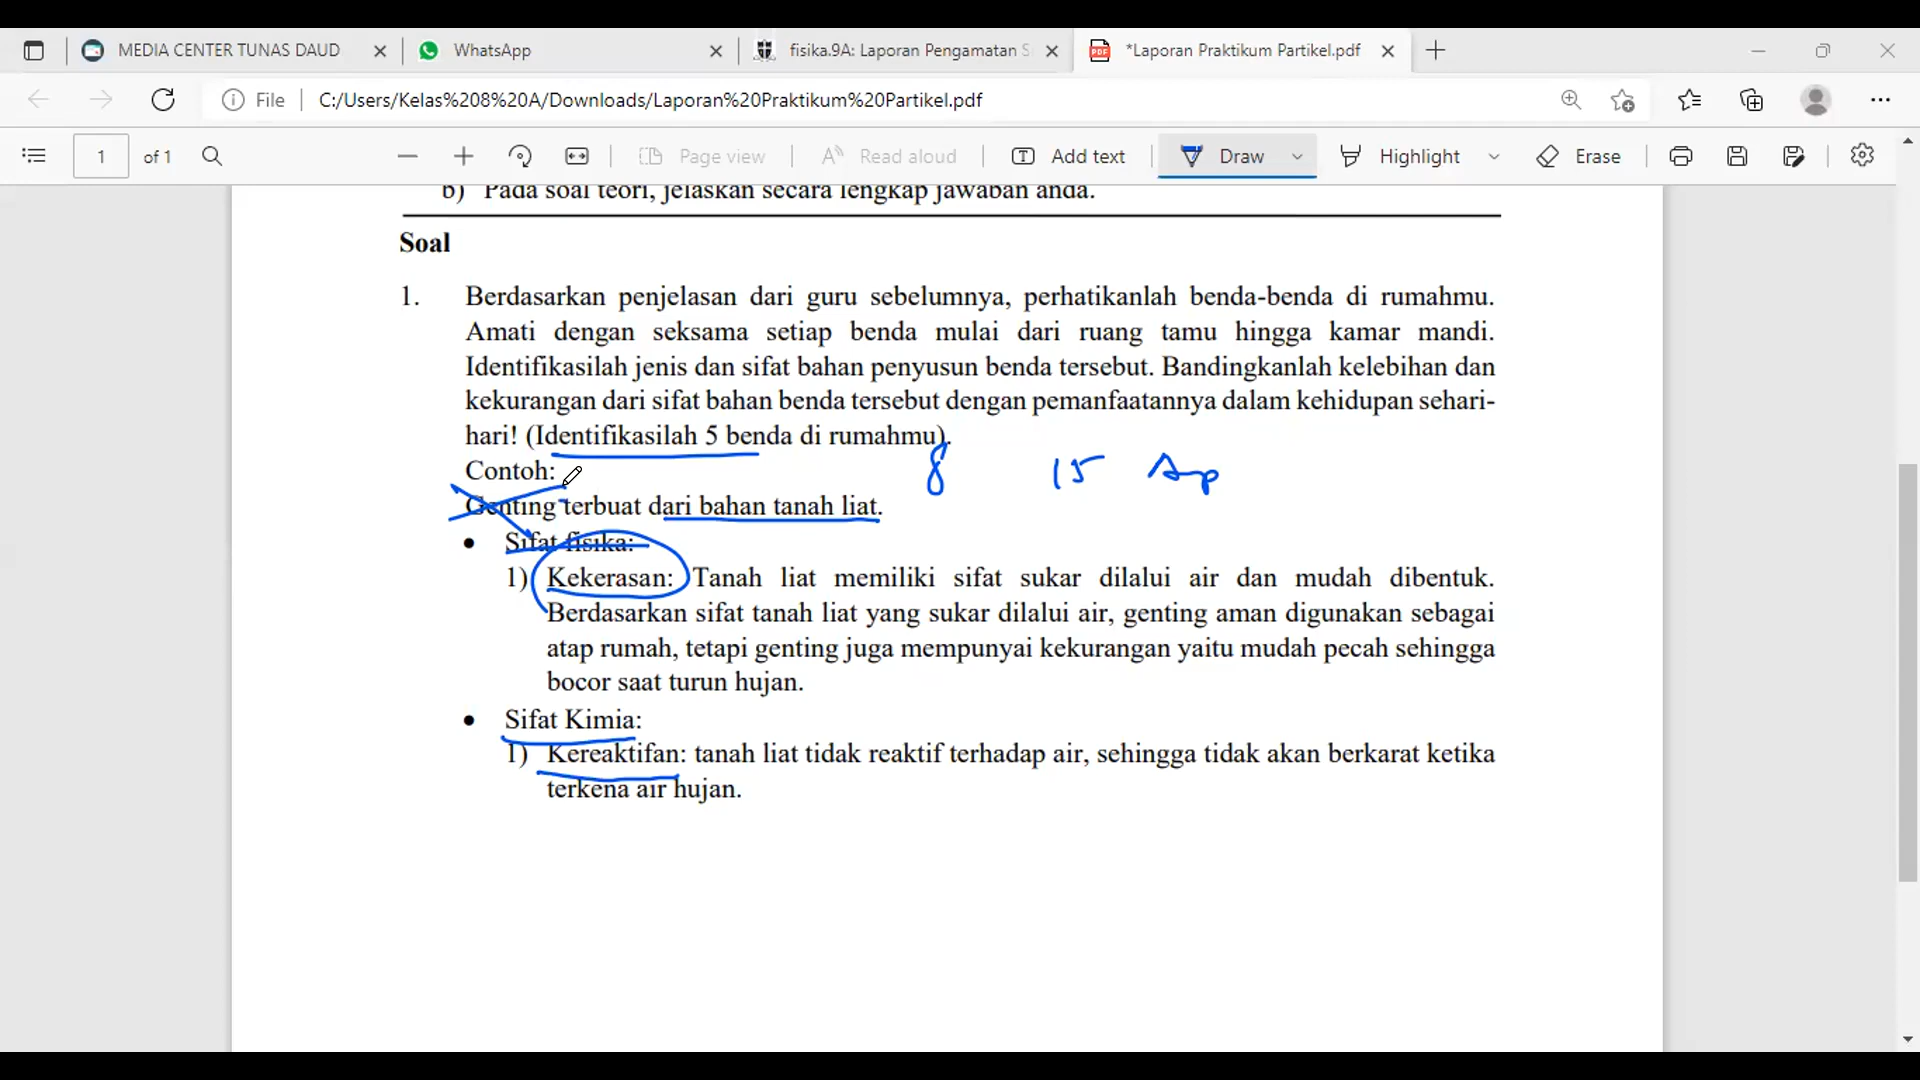 MEDIA CENTER TUNAS DAUD
WhatsApp
fisika.9A: Laporan Pengamatan S
*Laporan Praktikum Partikel.pdf
File
C:/Users/Kelas%208%20A/Downloads/Laporan%20Praktikum%20Partikel.pdf
1 of 1
Page view
Read aloud
Add text
Draw
Highlight
Erase
b) Pada soal teori, jelaskan secara lengkap jawaban anda.
Soal
1. Berdasarkan penjelasan dari guru sebelumnya, perhatikanlah benda-benda di rumahmu.
Amati dengan seksama setiap benda mulai dari ruang tamu hingga kamar mandi.
Identifikasilah jenis dan sifat bahan penyusun benda tersebut. Bandingkanlah kelebihan dan
kekurangan dari sifat bahan benda tersebut dengan pemanfaatannya dalam kehidupan sehari-
hari! (Identifikasilah 5 benda di rumahmu).
Contoh:
8 15
Genting terbuat dari bahan tanah liat.
• Sifat fisika:
1) Kekerasan: Tanah liat memiliki sifat sukar dilalui air dan mudah dibentuk.
Berdasarkan sifat tanah liat yang sukar dilalui air, genting aman digunakan sebagai
atap rumah, tetapi genting juga mempunyai kekurangan yaitu mudah pecah sehingga
bocor saat turun hujan.
• Sifat Kimia:
1) Kereaktifan: tanah liat tidak reaktif terhadap air, sehingga tidak akan berkarat ketika
terkena air hujan.